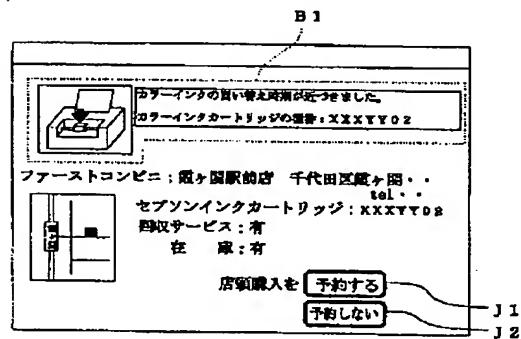 B1
カラーインクの買い替え時期が近づきました。
カラーインクカートリッジの型番：XXXYY02
ファーストコンビニ；霞ヶ関駅前店 千代田区霞ヶ関・・
tel・・
セプソンインクカートリッジ：XXXYY02
回収サービス：有
在 庫：有
店頭購入を 予約する
J1
予約しない
J2